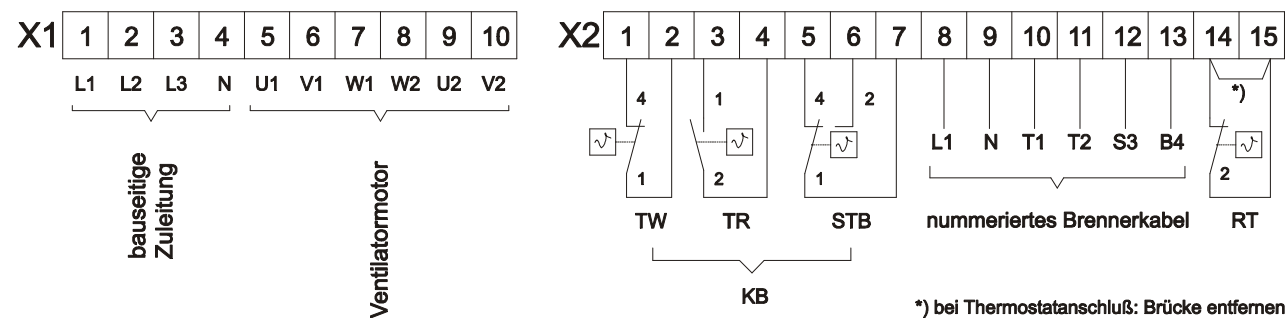 X1 1 2 3 4 5 6 7 8 9 10
L1 L2 L3 N U1 V1 W1 W2 U2 V2
bauseitige
Zuleitung
Ventilatormotor
X2 1 2 3 4 5 6 7 8 9 10 11 12 13 14 15
*)
4 1 4 2
L1 N T1 T2 S3 B4
1 2 1 2
TW TR STB nummeriertes Brennerkabel RT
KB
*) bei Thermostatanschluß: Brücke entfernen